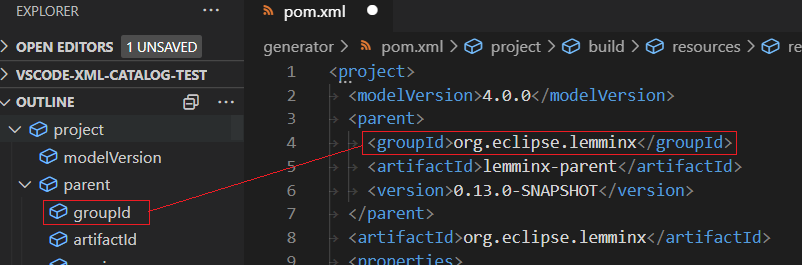 EXPLORER
OPEN EDITORS 1 UNSAVED
VSCODE-XML-CATALOG-TEST
OUTLINE
project
modelVersion
parent
groupId
artifactId
pom.xml
generator > pom.xml > project > build > resources > re
1 <project>
2 <modelVersion>4.0.0</modelVersion>
3 <parent>
4 <groupId>org.eclipse.lemminx</groupId>
5 <artifactId>lemminx-parent</artifactId>
6 <version>0.13.0-SNAPSHOT</version>
7 </parent>
8 <artifactId>org.eclipse.lemminx</artifactId>
9 <properties>